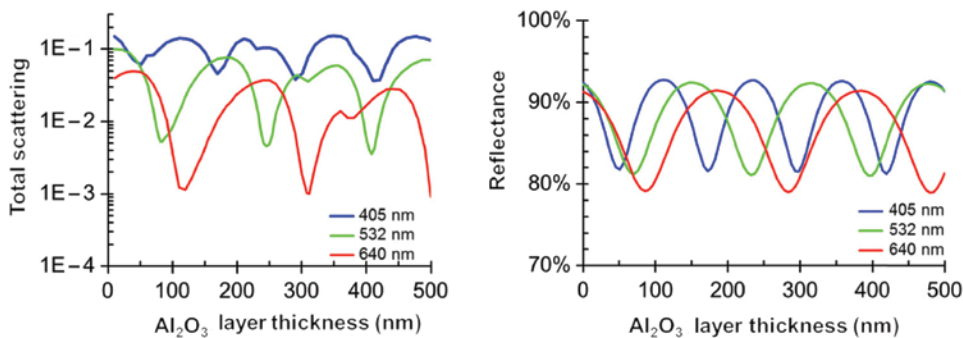 Total scattering
1E–1
1E–2
1E–3
1E–4
0 100 200 300 400 500
Al₂O₃ layer thickness (nm)
405 nm
532 nm
640 nm
Reflectance
100%
90%
80%
70%
0 100 200 300 400 500
Al₂O₃ layer thickness (nm)
405 nm
532 nm
640 nm